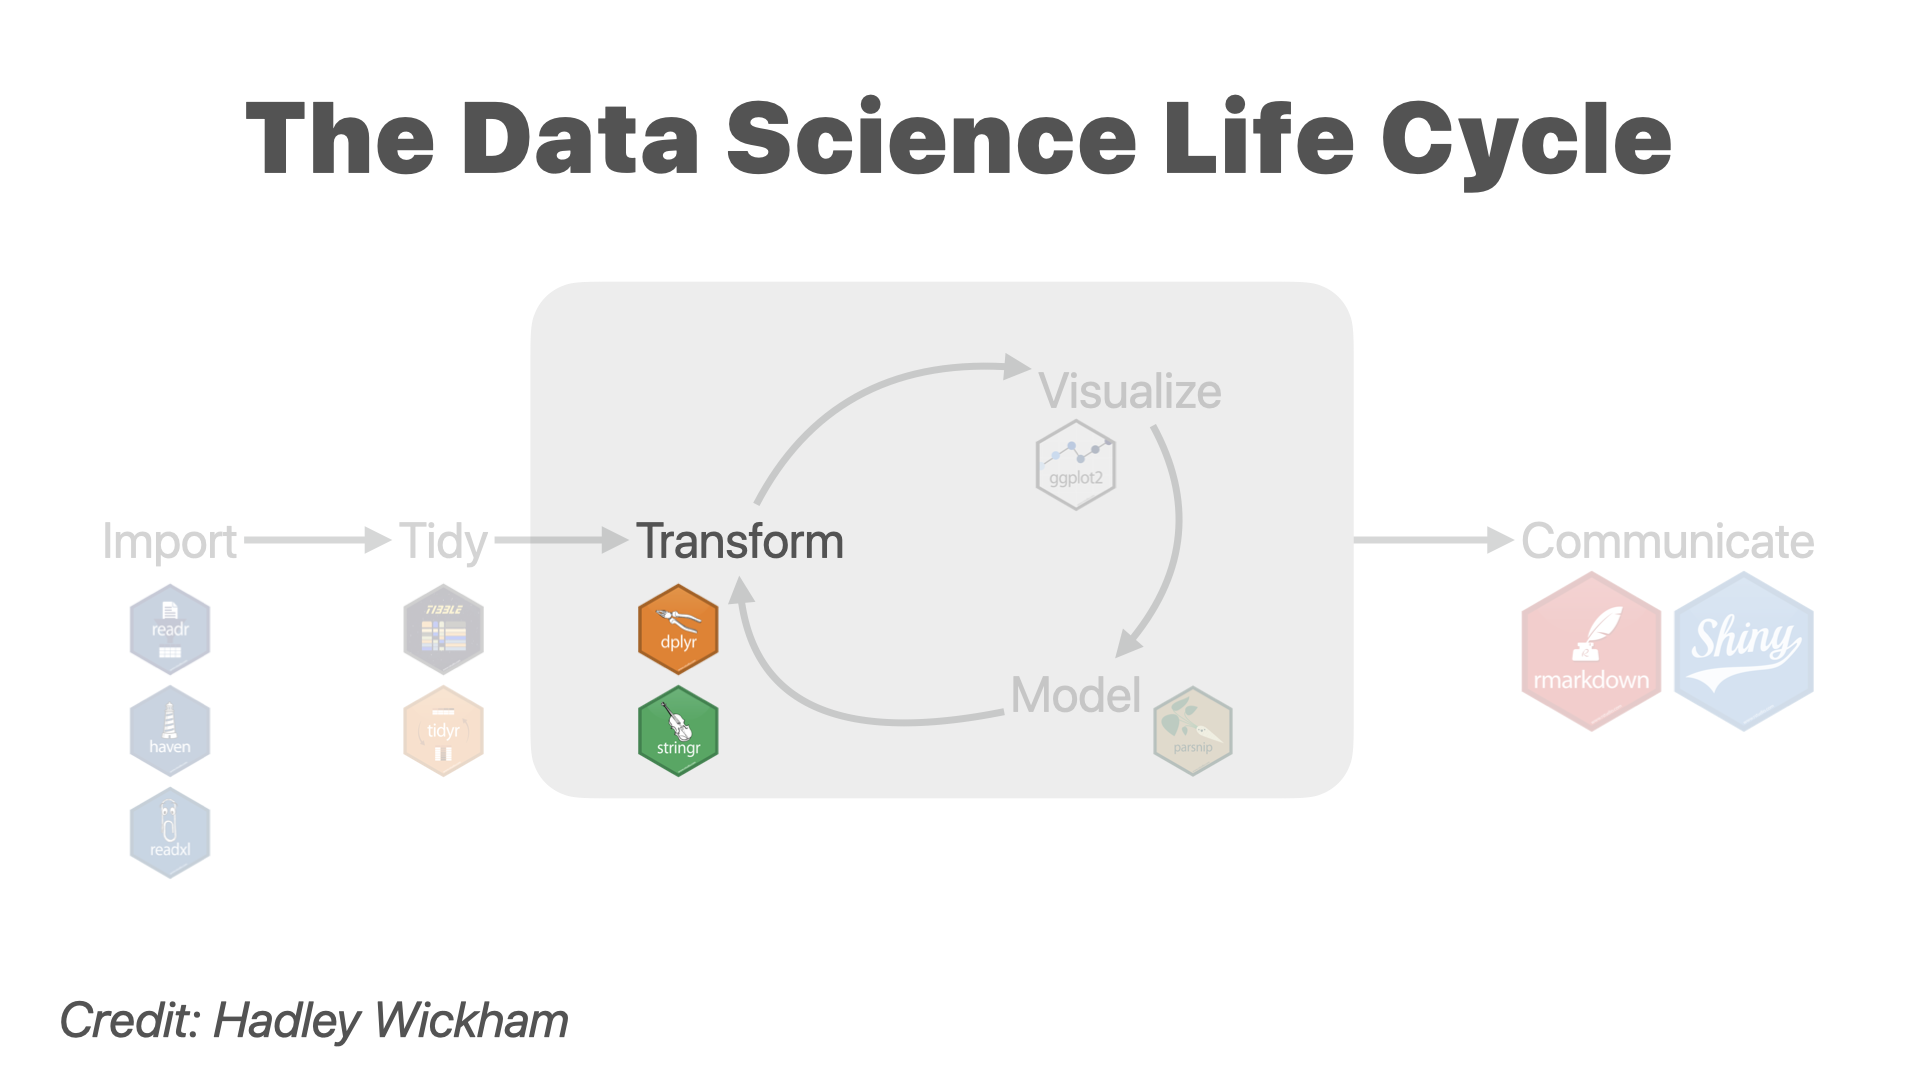 The Data Science Life Cycle
Import
readr
haven
readxl
Tidy
TIBBLE
tidyr
Transform
dplyr
stringr
Visualize
ggplot2
Model
parsnip
Communicate
rmarkdown
Shiny
Credit: Hadley Wickham